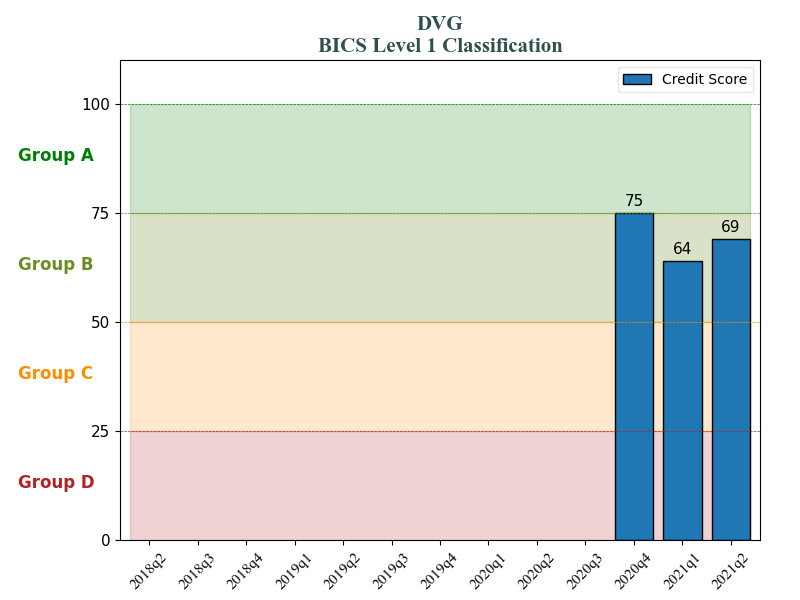 DVG
BICS Level 1 Classification
Credit Score
100
Group A
75
75
69
64
Group B
50
Group C
25
Group D
0
2018q2 2018q3 2018q4 2019q1 2019q2 2019q3 2019q4 2020q1 2020q2 2020q3 2020q4 2021q1 2021q2